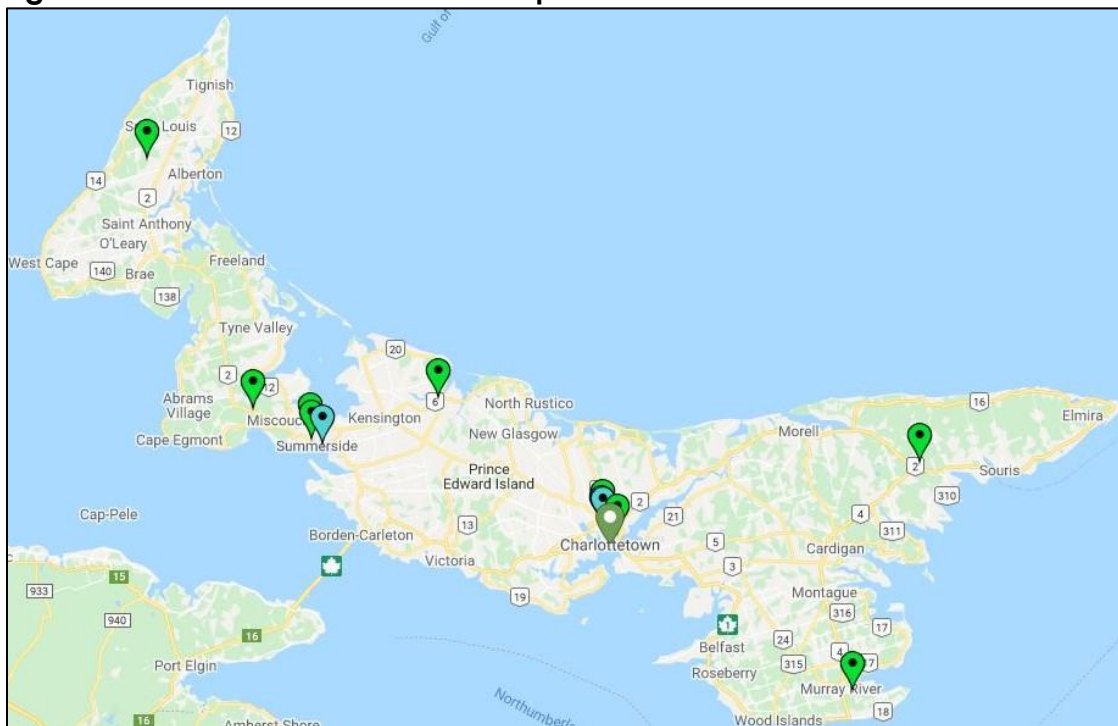 Gulf of
Tignish
Louis
12
Alberton
14
2
Saint Anthony
O'Leary
West Cape
140
Brae
Freeland
138
Tyne Valley
20
2
12
6
Abrams
Village
Kensington
North Rustico
16
Elmira
Cape Egmont
Summerside
New Glasgow
Morell
Prince
Edward Island
2
Souris
310
2
Cap-Pele
13
21
4
311
Borden-Carleton
Victoria
Charlottetown
5
Cardigan
3
19
Montague
15
933
940
16
316
17
1
24
4
Belfast
315
Roseberry
Port Elgin
Murray River
18
Wood Islands
16
Amherst Shore